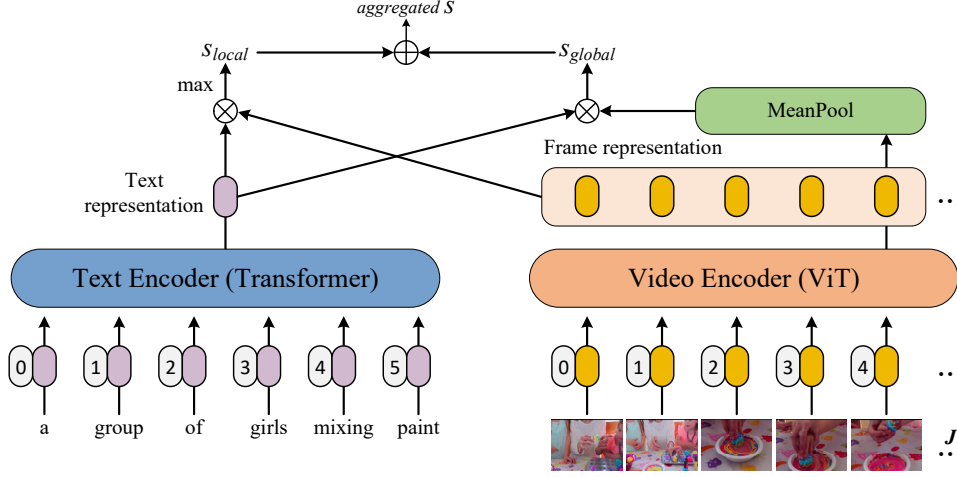 aggregated S
S_local
S_global
max
MeanPool
Frame representation
Text
representation
..
Text Encoder (Transformer)
Video Encoder (ViT)
0 1 2 3 4 5
0 1 2 3 4
..
a group of girls mixing paint
J
..